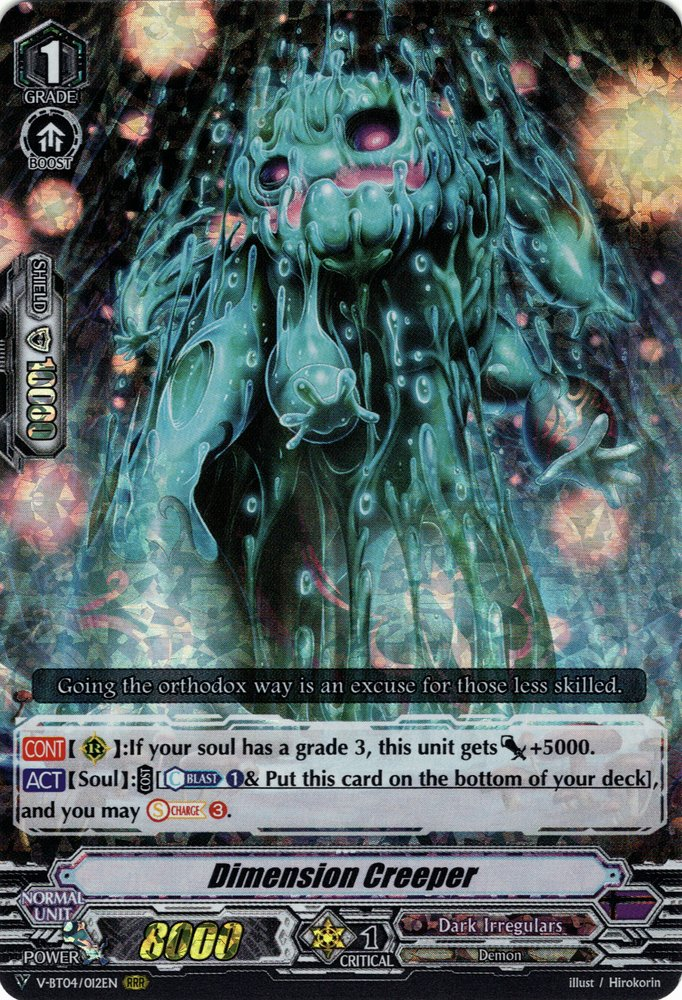 1
GRADE
BOOST
SHIELD
10000
Going the orthodox way is an excuse for those less skilled.
CONT【 】:If your soul has a grade 3, this unit gets +5000.
ACT【Soul】:COST[C BLAST 1 & Put this card on the bottom of your deck],
and you may S CHARGE 3.
Dimension Creeper
NORMAL
UNIT
POWER
8000
1
CRITICAL
Dark Irregulars
Demon
V-BT04/012EN RRR
illust / Hirokorin